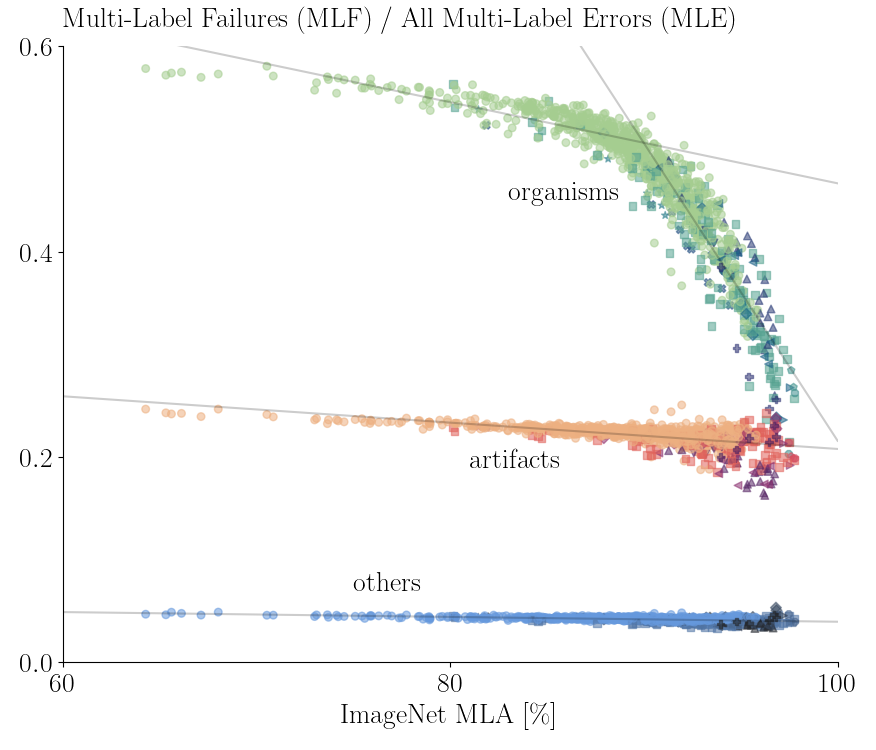 Multi-Label Failures (MLF) / All Multi-Label Errors (MLE)
0.6
organisms
0.4
0.2
artifacts
others
0.0
60 80 100
ImageNet MLA [%]